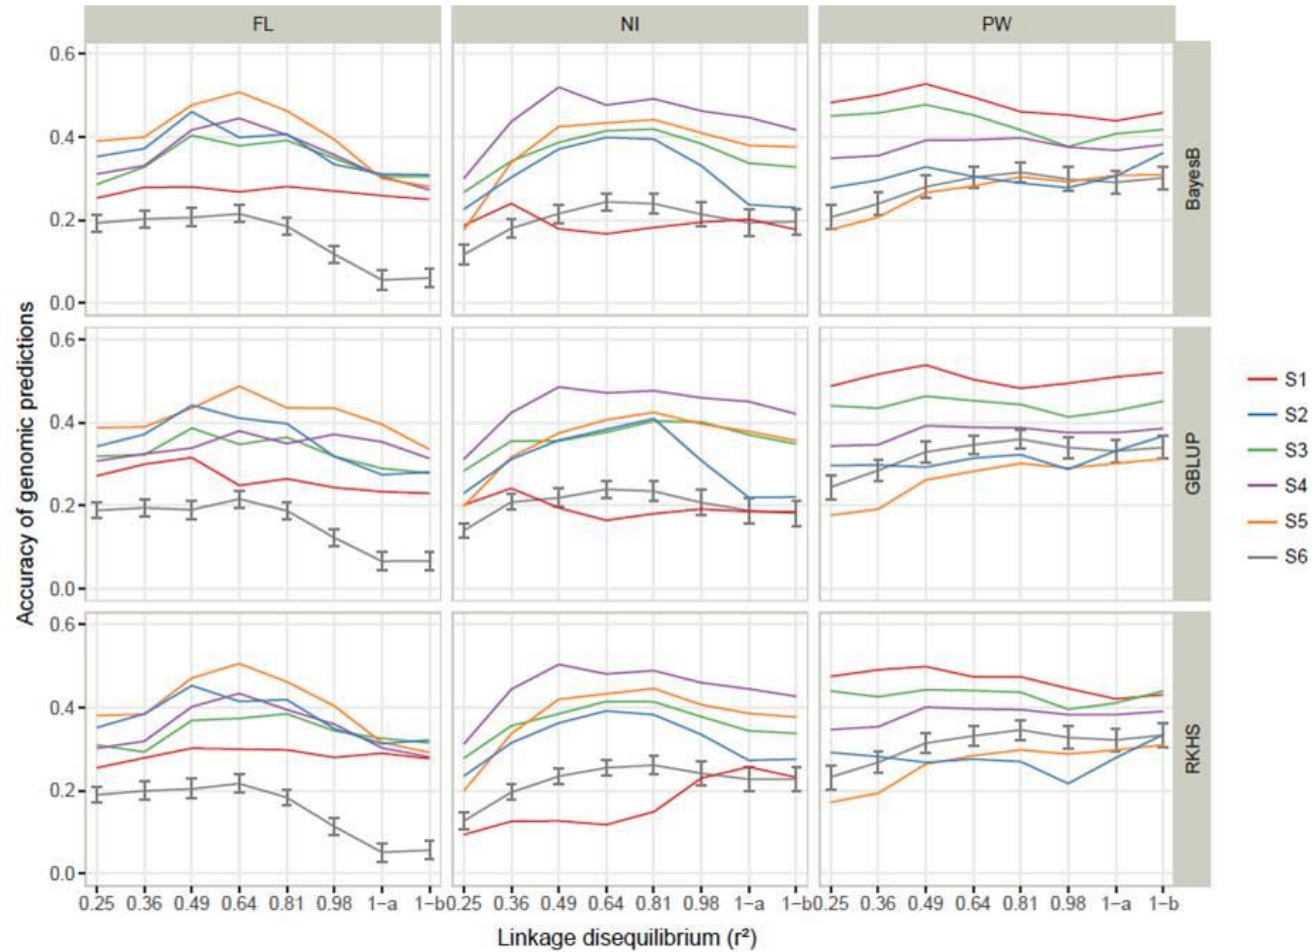 FL
NI
PW
0.6
0.4
0.2
0.0
BayesB
0.6
0.4
0.2
0.0
GBLUP
0.6
0.4
0.2
0.0
RKHS
Accuracy of genomic predictions
S1
S2
S3
S4
S5
S6
0.25 0.36 0.49 0.64 0.81 0.98 1-a 1-b
0.25 0.36 0.49 0.64 0.81 0.98 1-a 1-b
0.25 0.36 0.49 0.64 0.81 0.98 1-a 1-b
Linkage disequilibrium (r²)